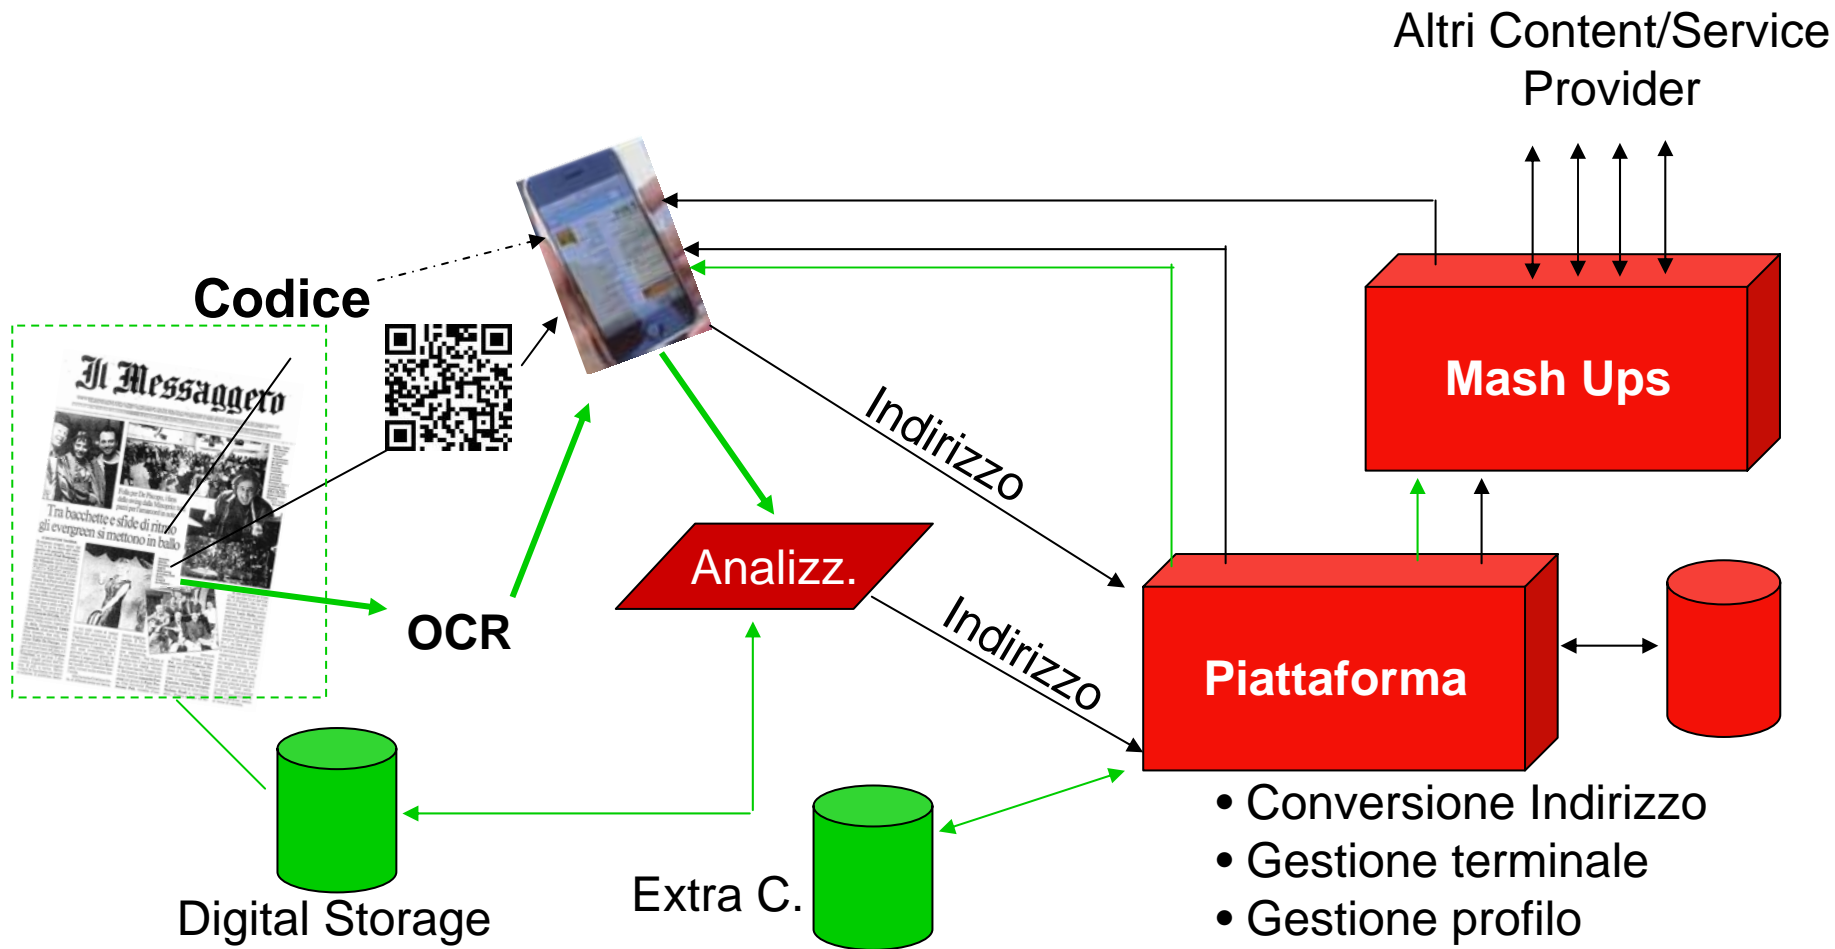 Altri Content/Service
Provider
Codice
Il Messaggero
Tra bacchette e sfide di ritmo
gli evergreen si mettono in ballo
OCR
Indirizzo
Analizz.
Indirizzo
Mash Ups
Piattaforma
• Conversione Indirizzo
• Gestione terminale
• Gestione profilo
Extra C.
Digital Storage